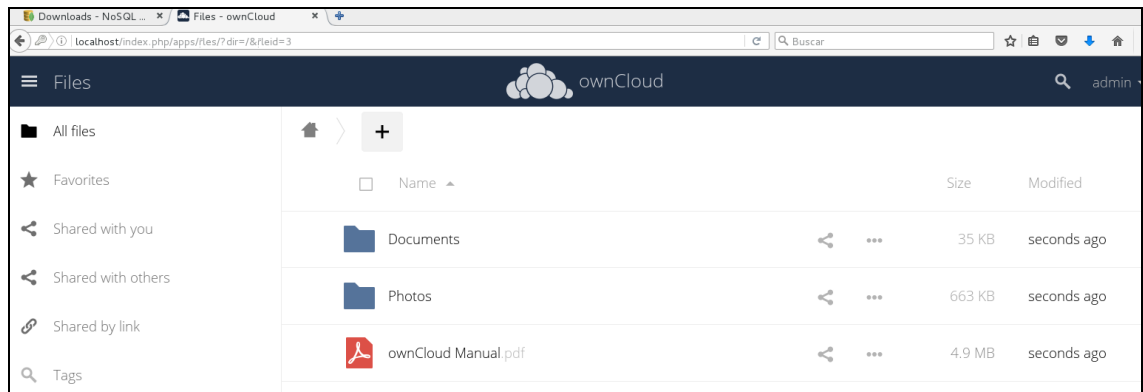 Downloads - NoSQL ... Files - ownCloud
localhost/index.php/apps/files/?dir=/&fileid=3 Buscar
Files ownCloud admin
All files
Name Size Modified
Favorites
Documents 35 KB seconds ago
Shared with you
Shared with others
Photos 663 KB seconds ago
Shared by link
ownCloud Manual.pdf 4.9 MB seconds ago
Tags